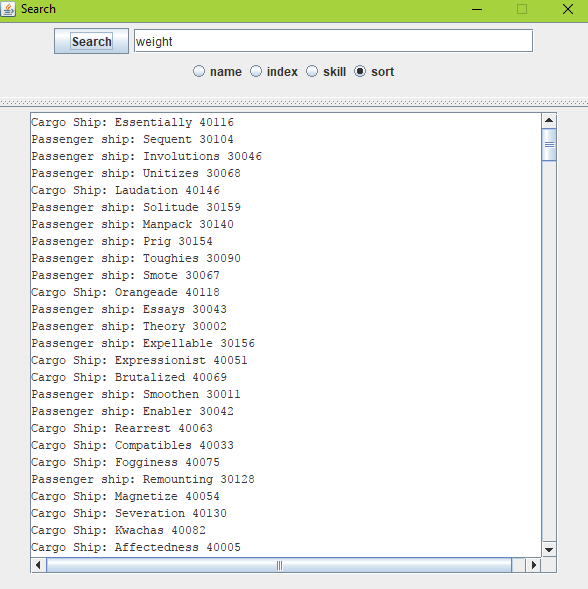 Search
Search weight
name index skill sort
Cargo Ship: Essentially 40116
Passenger ship: Sequent 30104
Passenger ship: Involutions 30046
Passenger ship: Unitizes 30068
Cargo Ship: Laudation 40146
Passenger ship: Solitude 30159
Passenger ship: Manpack 30140
Passenger ship: Prig 30154
Passenger ship: Toughies 30090
Passenger ship: Smote 30067
Cargo Ship: Orangeade 40118
Passenger ship: Essays 30043
Passenger ship: Theory 30002
Passenger ship: Expellable 30156
Cargo Ship: Expressionist 40051
Cargo Ship: Brutalized 40069
Passenger ship: Smoothen 30011
Passenger ship: Enabler 30042
Cargo Ship: Rearrest 40063
Cargo Ship: Compatibles 40033
Cargo Ship: Fogginess 40075
Passenger ship: Remounting 30128
Cargo Ship: Magnetize 40054
Cargo Ship: Severation 40130
Cargo Ship: Kwachas 40082
Cargo Ship: Affectedness 40005